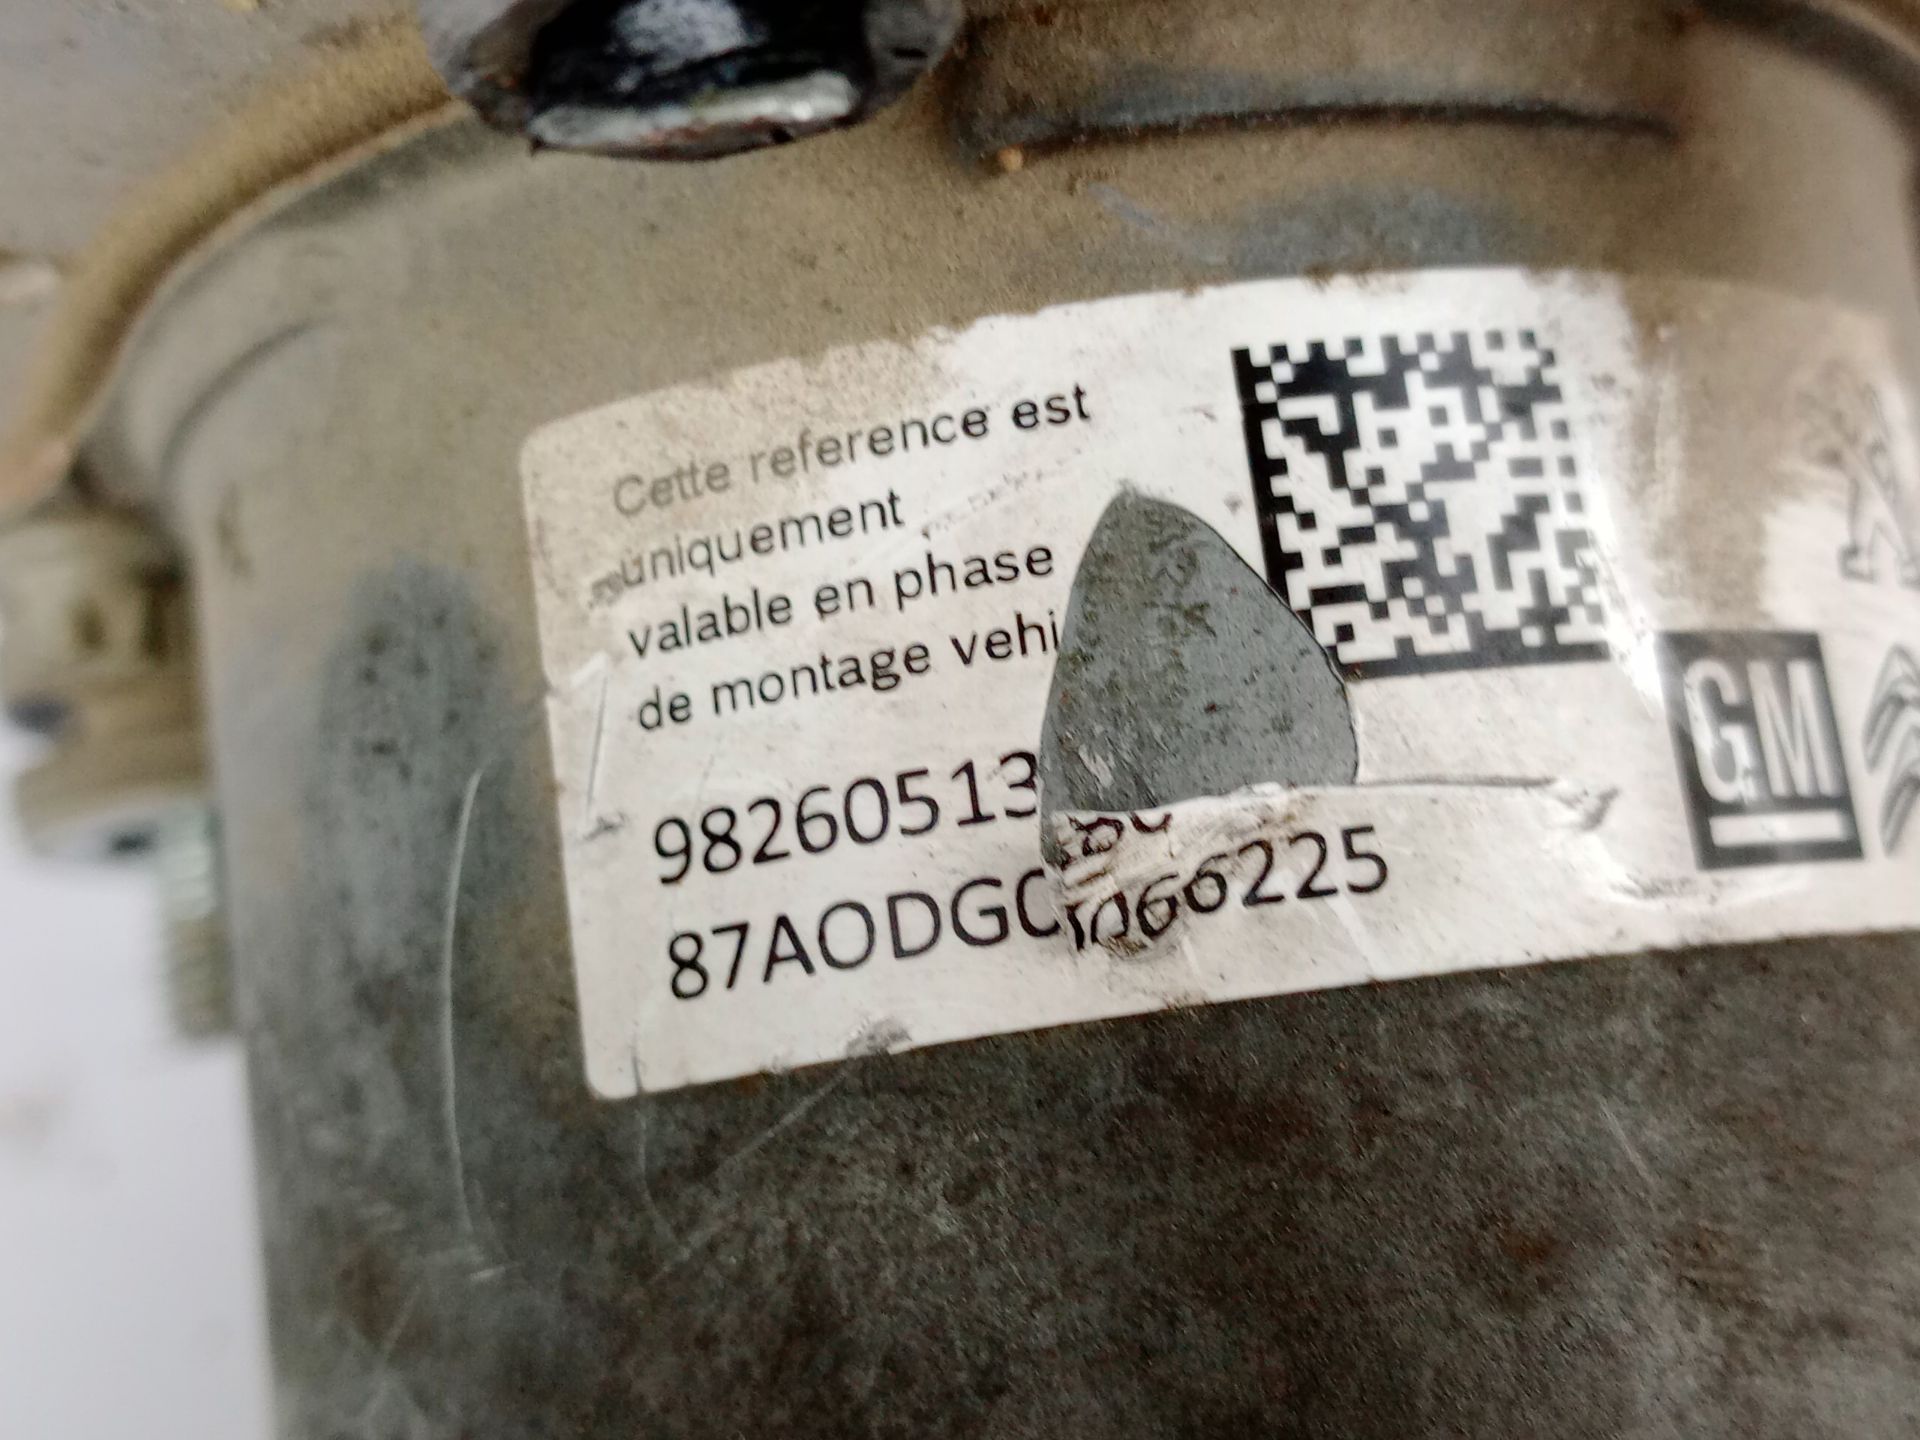 Cette reference est
uniquement
valable en phase
de montage vehi
98260513
87AODGC
066225
GM